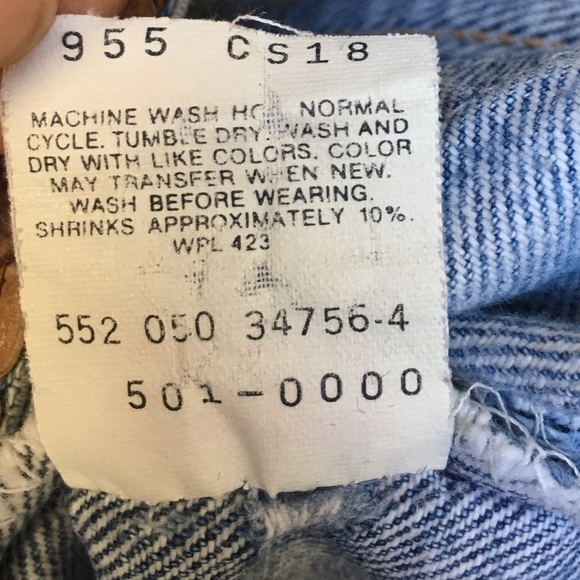 955 CS18
MACHINE WASH NORMAL
CYCLE. TUMBLE DRY. WASH AND
DRY WITH LIKE COLORS. COLOR
MAY TRANSFER WHEN NEW.
WASH BEFORE WEARING.
SHRINKS APPROXIMATELY 10%.
WPL 423
552 050 34756-4
501-0000